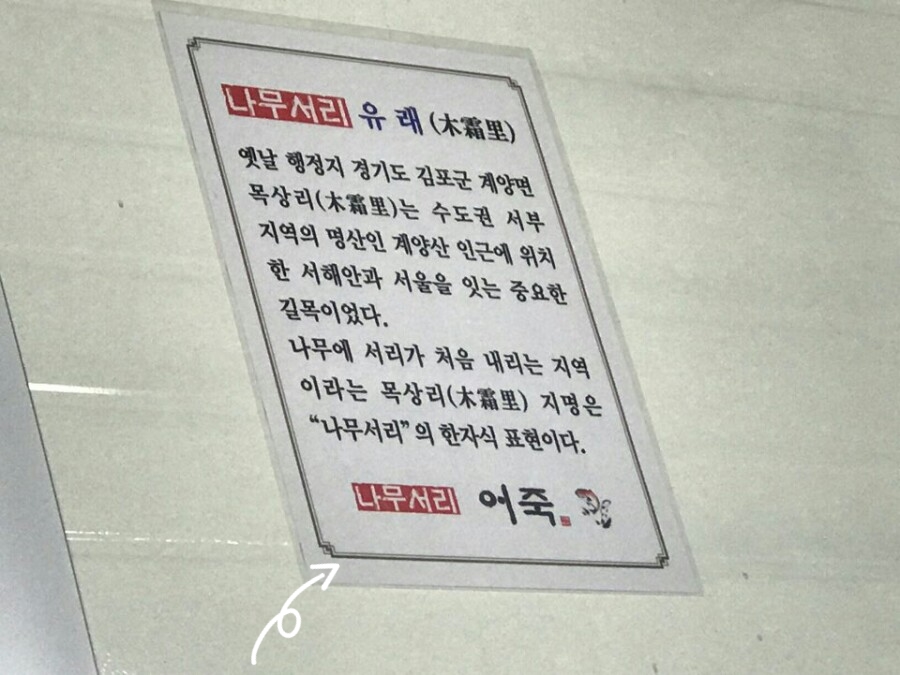 나무서리 유래 (木霜里)
옛날 행정지 경기도 김포군 계양면
목상리(木霜里)는 수도권 서부
지역의 명산인 계양산 인근에 위치
한 서해안과 서울을 잇는 중요한
길목이었다.
나무에 서리가 처음 내리는 지역
이라는 목상리(木霜里) 지명은
“나무서리”의 한자식 표현이다.
나무서리 어죽